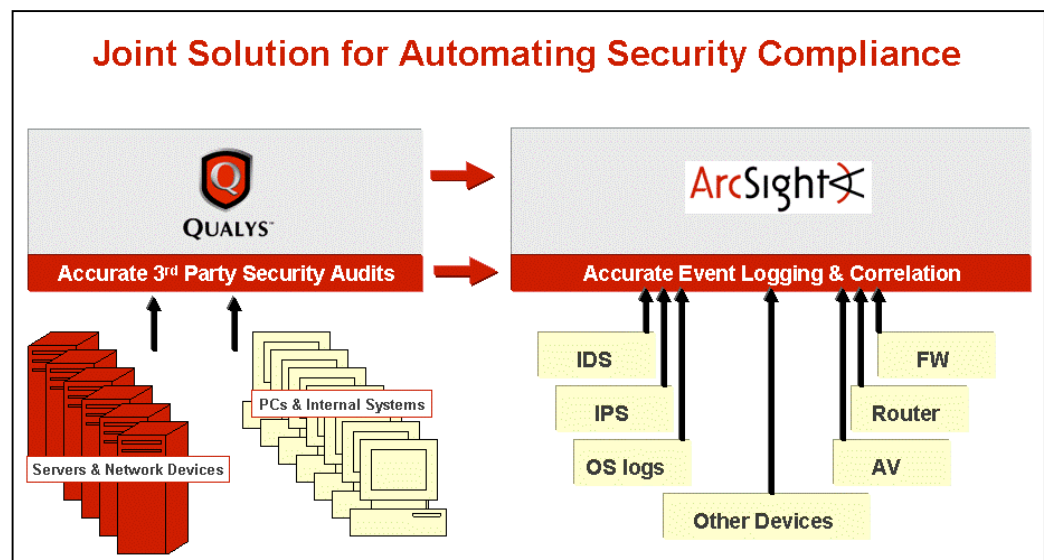 Joint Solution for Automating Security Compliance
Q
QUALYS™
Accurate 3rd Party Security Audits
ArcSight
Accurate Event Logging & Correlation
Servers & Network Devices
PCs & Internal Systems
IDS
IPS
OS logs
Other Devices
FW
Router
AV